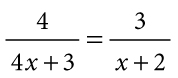 4/(4x + 3) = 3/(x + 2)